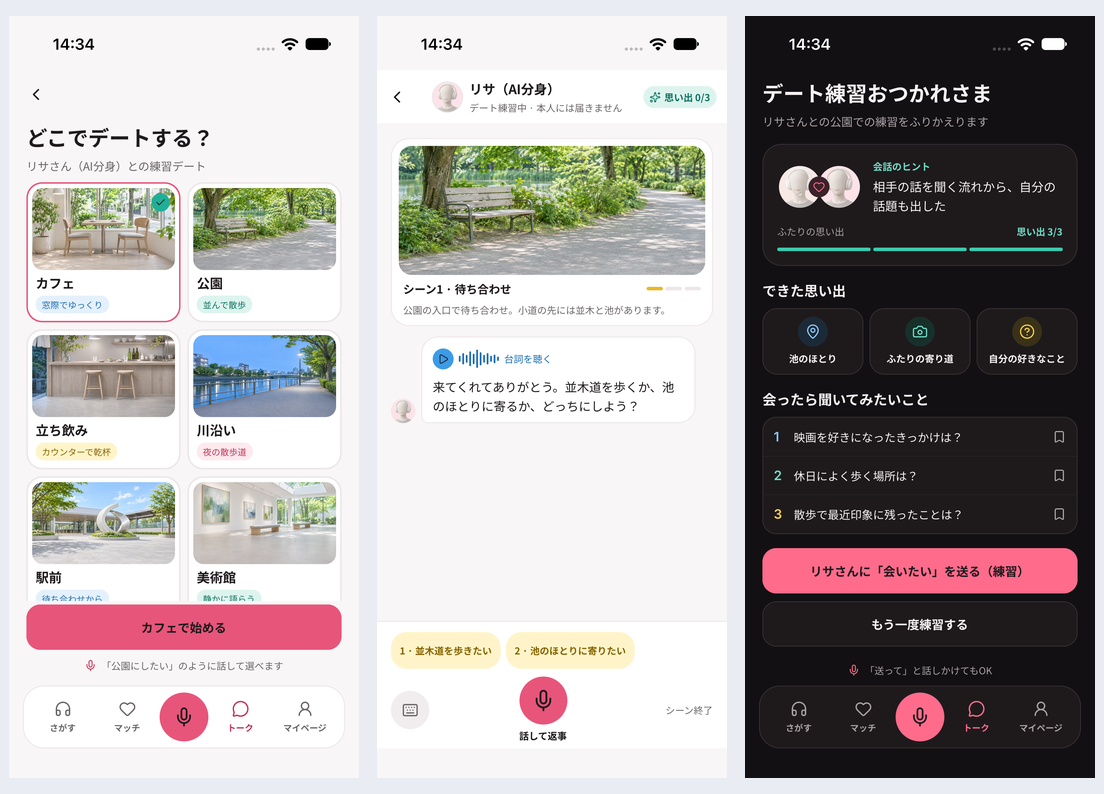 14:34
どこでデートする？
リサさん（AI分身）との練習デート
カフェ
窓際でゆっくり
公園
並んで散歩
立ち飲み
カウンターで乾杯
川沿い
夜の散歩道
駅前
待ち合わせから
美術館
静かに語らう
カフェで始める
「公園にしたい」のように話して選べます
さがす
マッチ
トーク
マイページ
14:34
リサ（AI分身）
デート練習中・本人には届きません
思い出 0/3
シーン1・待ち合わせ
公園の入口で待ち合わせ。小道の先には並木と池があります。
台詞を聴く
来てくれてありがとう。並木道を歩くか、池
のほとりに寄るか、どっちにしよう？
1・並木道を歩きたい
2・池のほとりに寄りたい
シーン終了
話して返事
14:34
デート練習おつかれさま
リサさんとの公園での練習をふりかえります
会話のヒント
相手の話を聞く流れから、自分の
話題も出した
ふたりの思い出
思い出 3/3
できた思い出
池のほとり
ふたりの寄り道
自分の好きなこと
会ったら聞いてみたいこと
1 映画を好きになったきっかけは？
2 休日によく歩く場所は？
3 散歩で最近印象に残ったことは？
リサさんに「会いたい」を送る（練習）
もう一度練習する
「送って」と話しかけてもOK
さがす
マッチ
トーク
マイページ